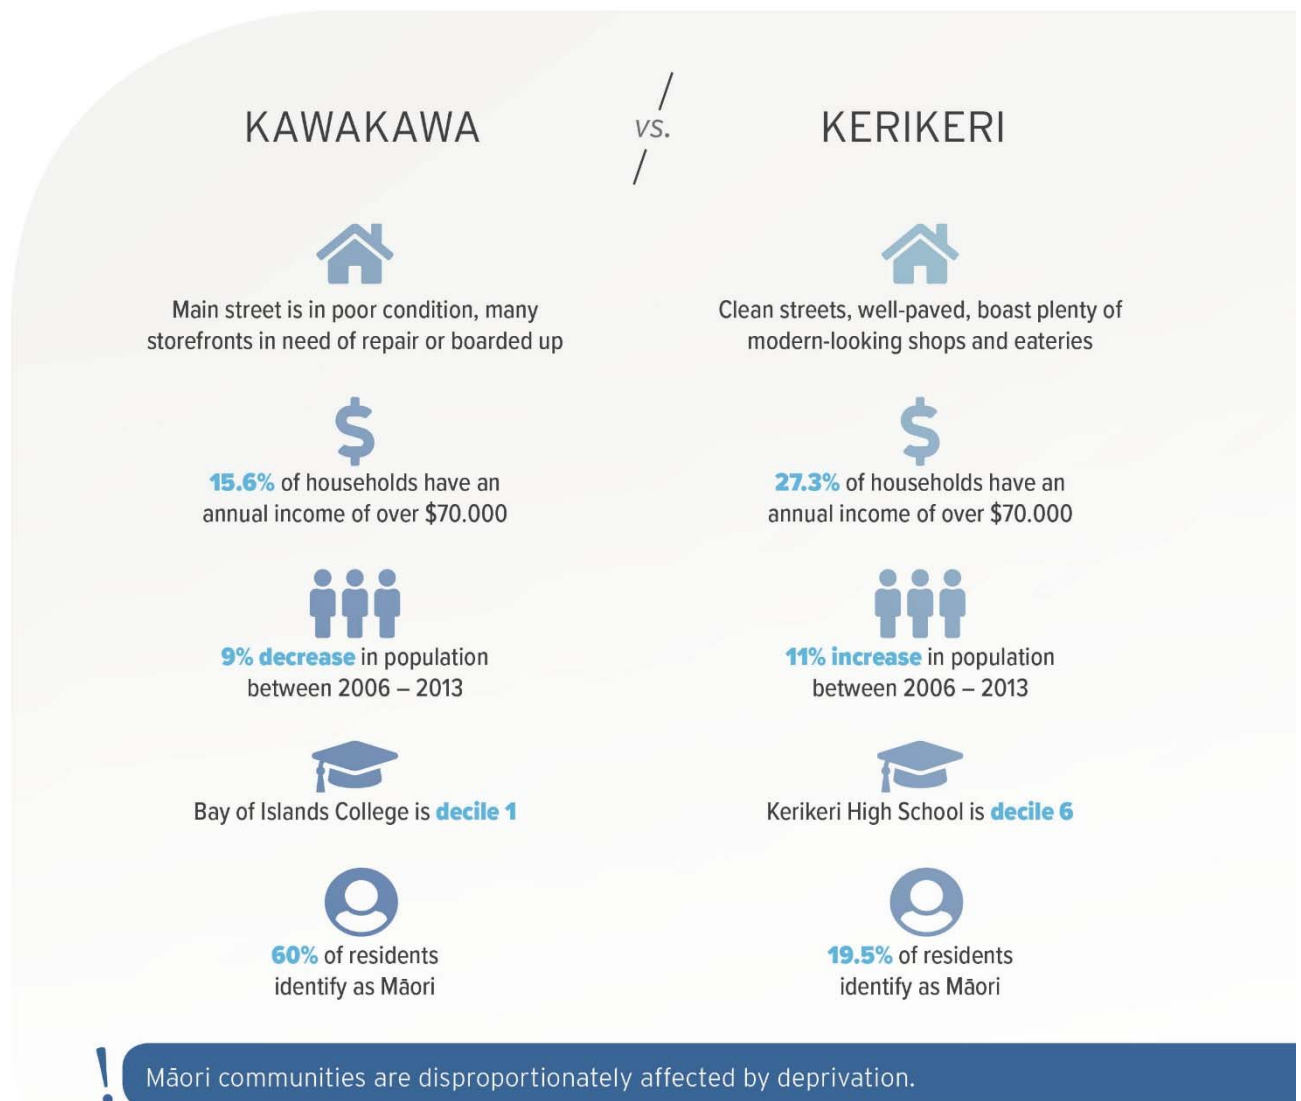 KAWAKAWA
vs.
KERIKERI
Main street is in poor condition, many
storefronts in need of repair or boarded up
Clean streets, well-paved, boast plenty of
modern-looking shops and eateries
$
15.6% of households have an
annual income of over $70.000
$
27.3% of households have an
annual income of over $70.000
9% decrease in population
between 2006 – 2013
11% increase in population
between 2006 – 2013
Bay of Islands College is decile 1
Kerikeri High School is decile 6
60% of residents
identify as Māori
19.5% of residents
identify as Māori
! Māori communities are disproportionately affected by deprivation.